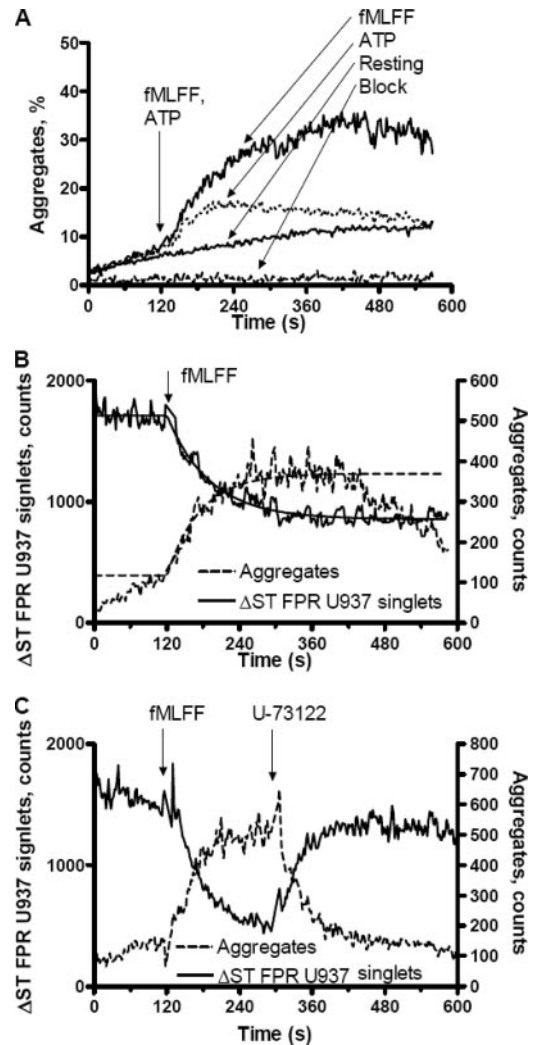 A
fMLFF
ATP
Resting
Block
fMLFF,
ATP
Aggregates, %
50
40
30
20
10
0
0 120 240 360 480 600
Time (s)
B
fMLFF
ΔST FPR U937 signlets, counts
2000
1000
0
Aggregates, counts
600
500
400
300
200
100
0
Aggregates
ΔST FPR U937 singlets
0 120 240 360 480 600
Time (s)
C
fMLFF
U-73122
ΔST FPR U937 signlets, counts
2000
1000
0
Aggregates, counts
800
700
600
500
400
300
200
100
0
Aggregates
ΔST FPR U937 singlets
0 120 240 360 480 600
Time (s)